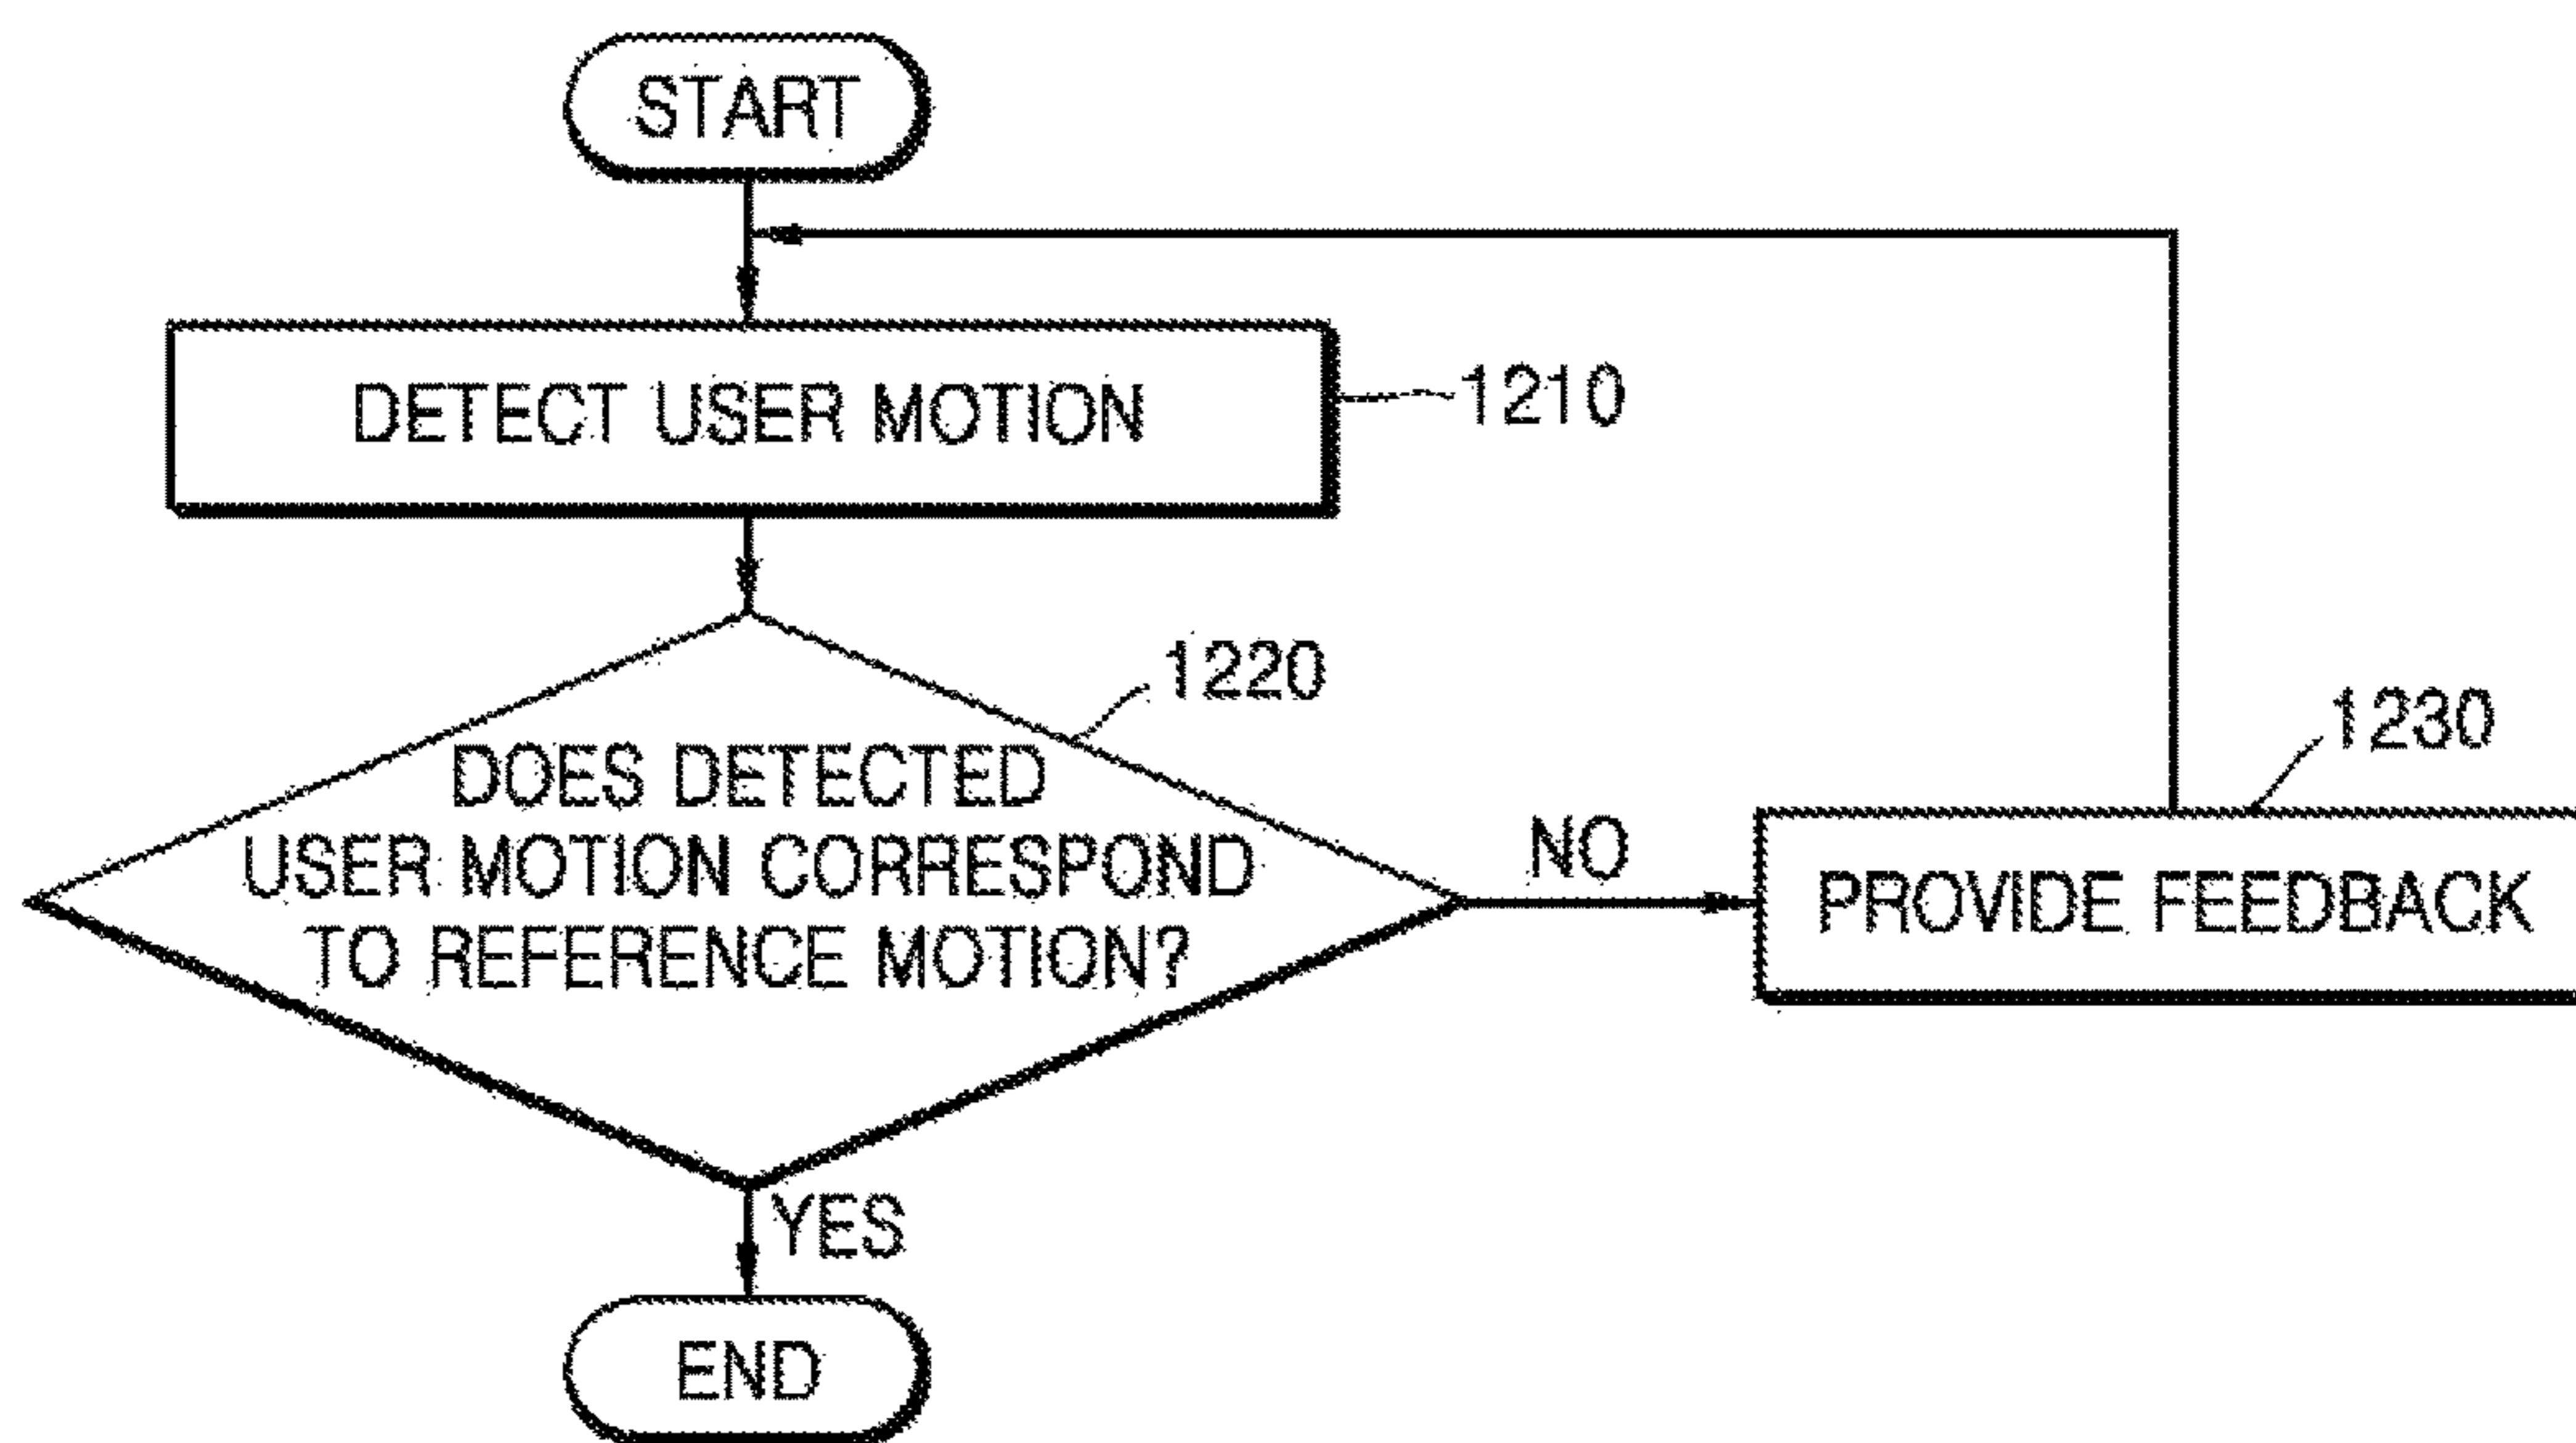 START
DETECT USER MOTION
1210
1220
DOES DETECTED
USER MOTION CORRESPOND
TO REFERENCE MOTION?
NO
1230
PROVIDE FEEDBACK
YES
END